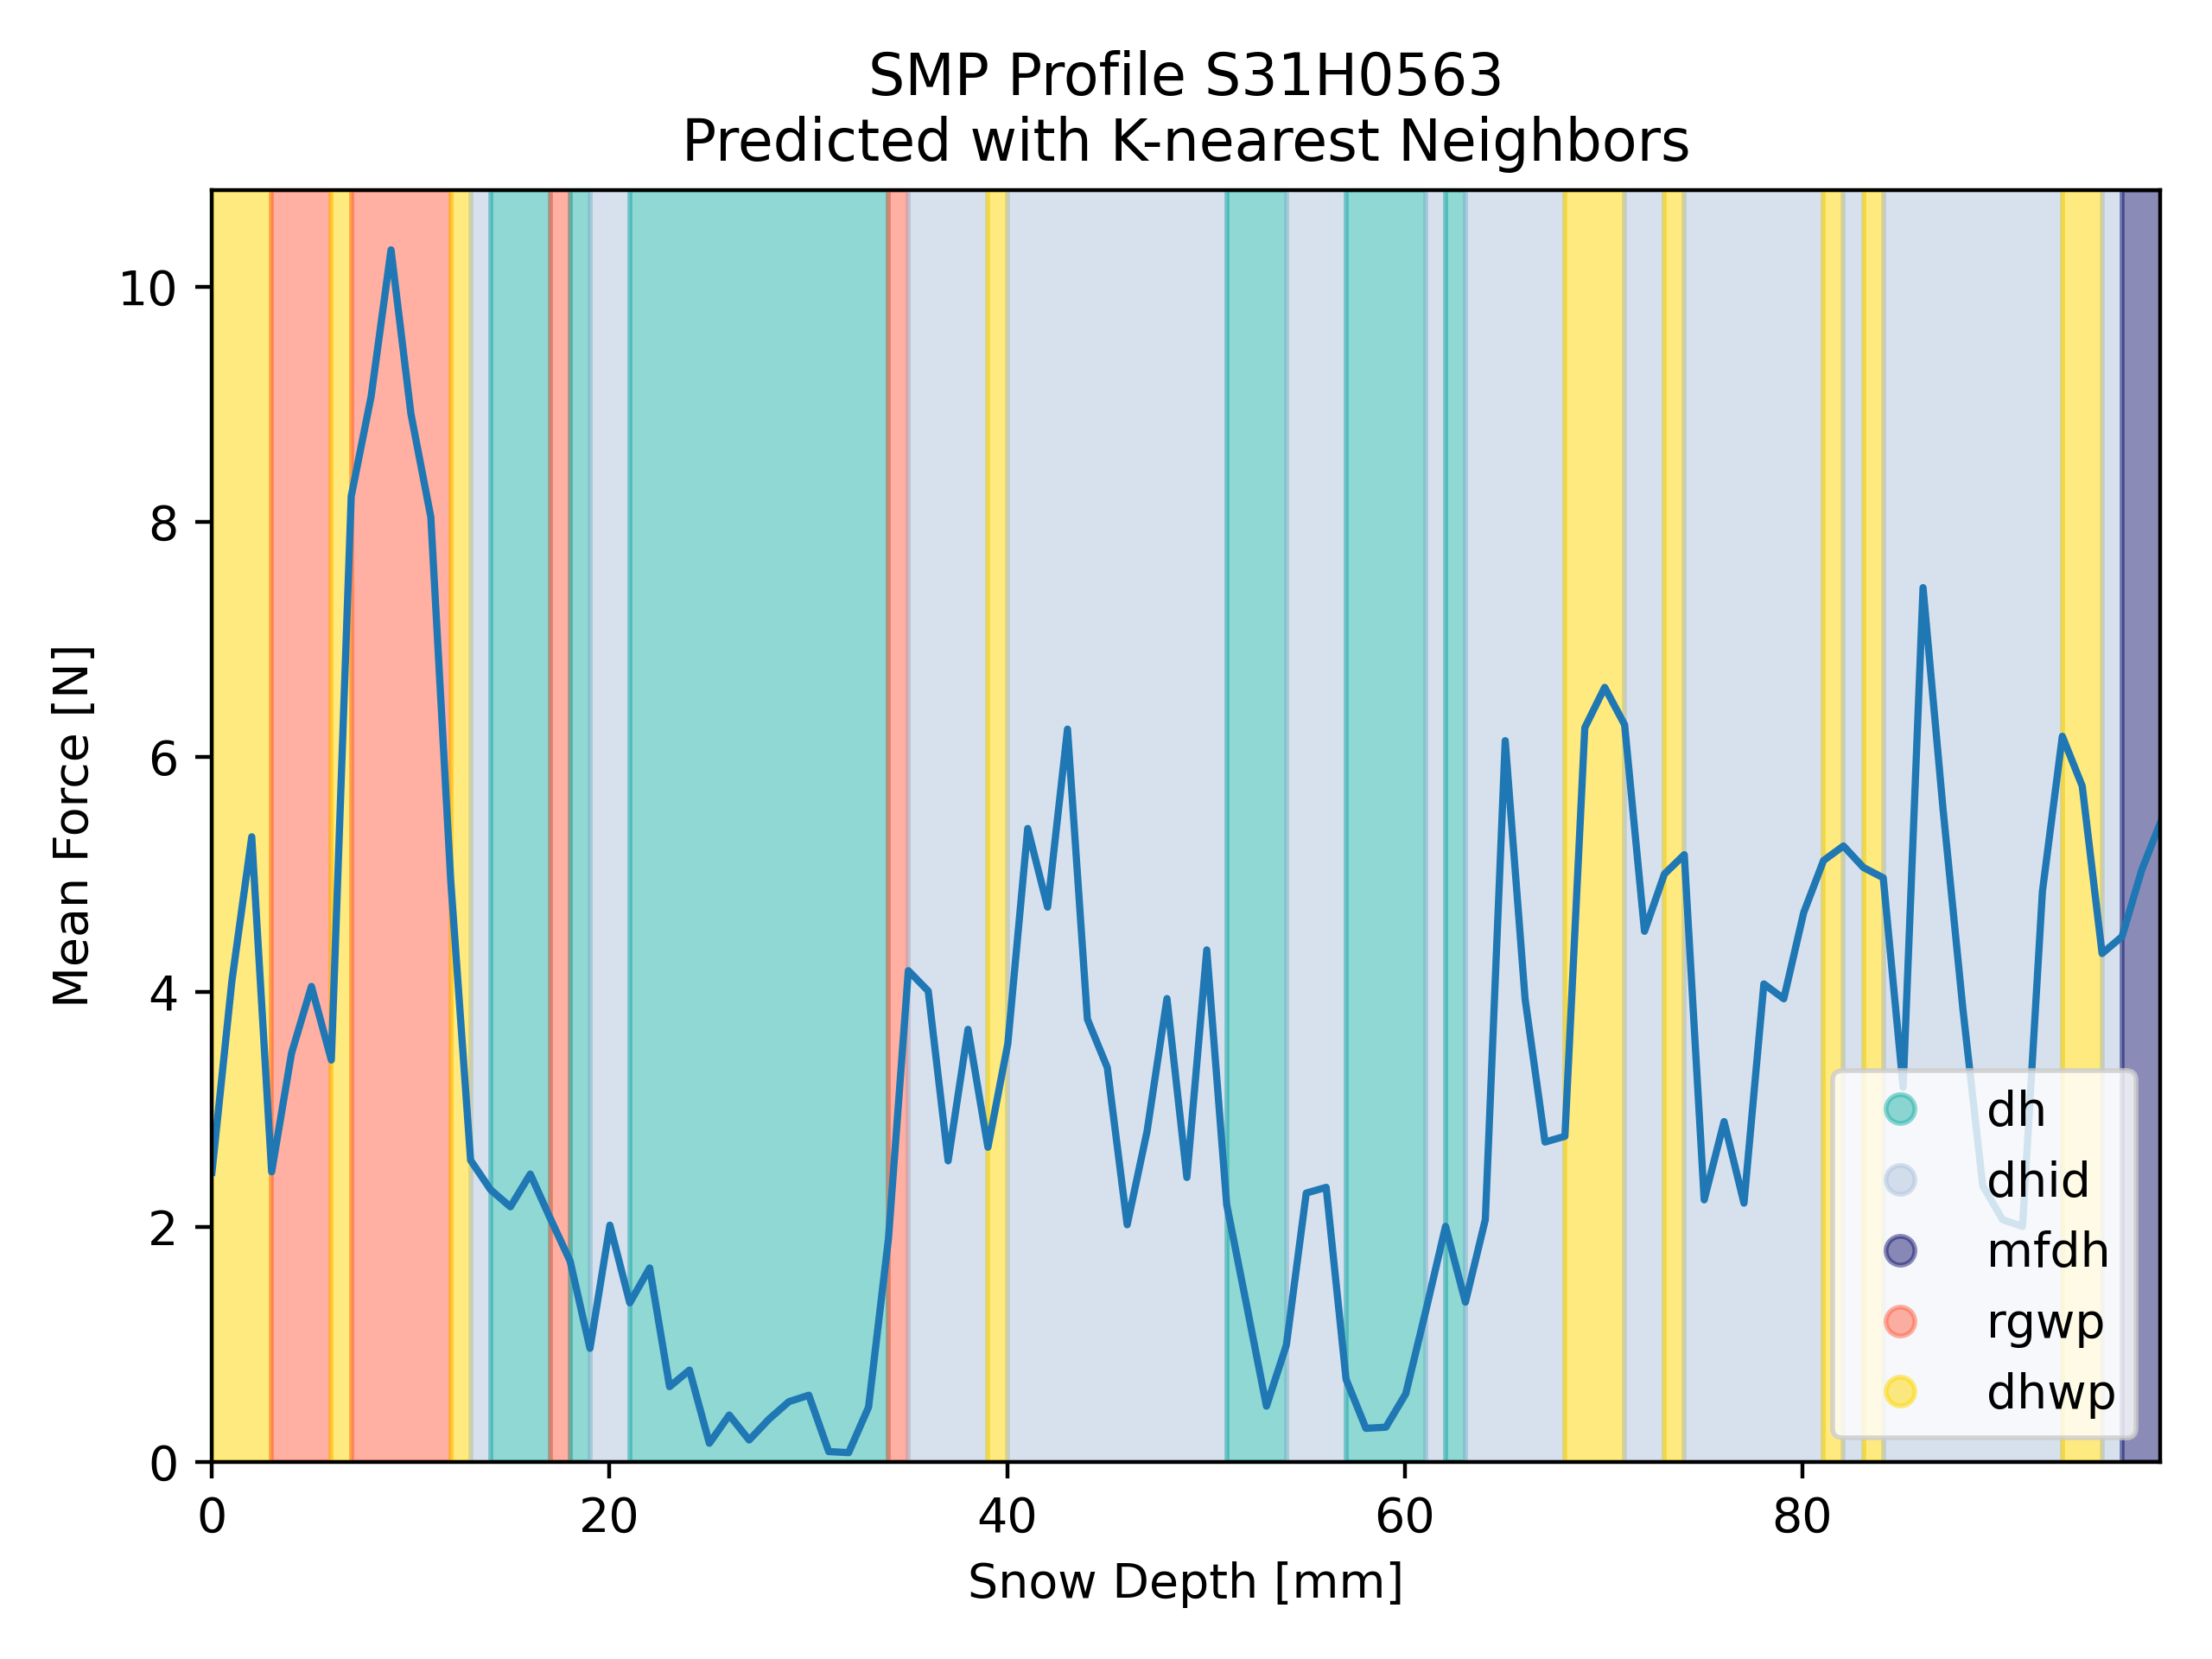 SMP Profile S31H0563
Predicted with K-nearest Neighbors
Mean Force [N]
10
8
6
4
2
0
dh
dhid
mfdh
rgwp
dhwp
0 20 40 60 80
Snow Depth [mm]